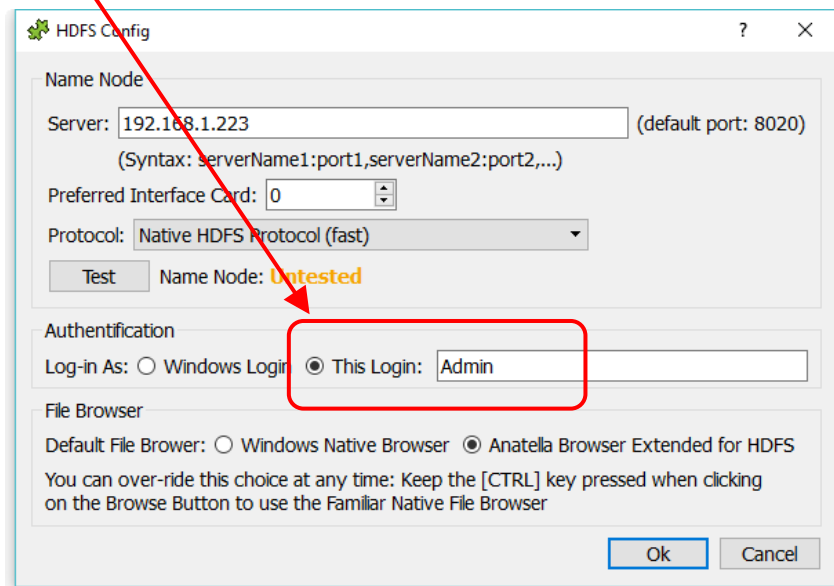 HDFS Config ?
Name Node
Server: 192.168.1.223 (default port: 8020)
(Syntax: serverName1:port1,serverName2:port2,...)
Preferred Interface Card: 0
Protocol: Native HDFS Protocol (fast)
Test Name Node: Untested
Authentification
Log-in As: Windows Login This Login: Admin
File Browser
Default File Brower: Windows Native Browser Anatella Browser Extended for HDFS
You can over-ride this choice at any time: Keep the [CTRL] key pressed when clicking
on the Browse Button to use the Familiar Native File Browser
Ok Cancel